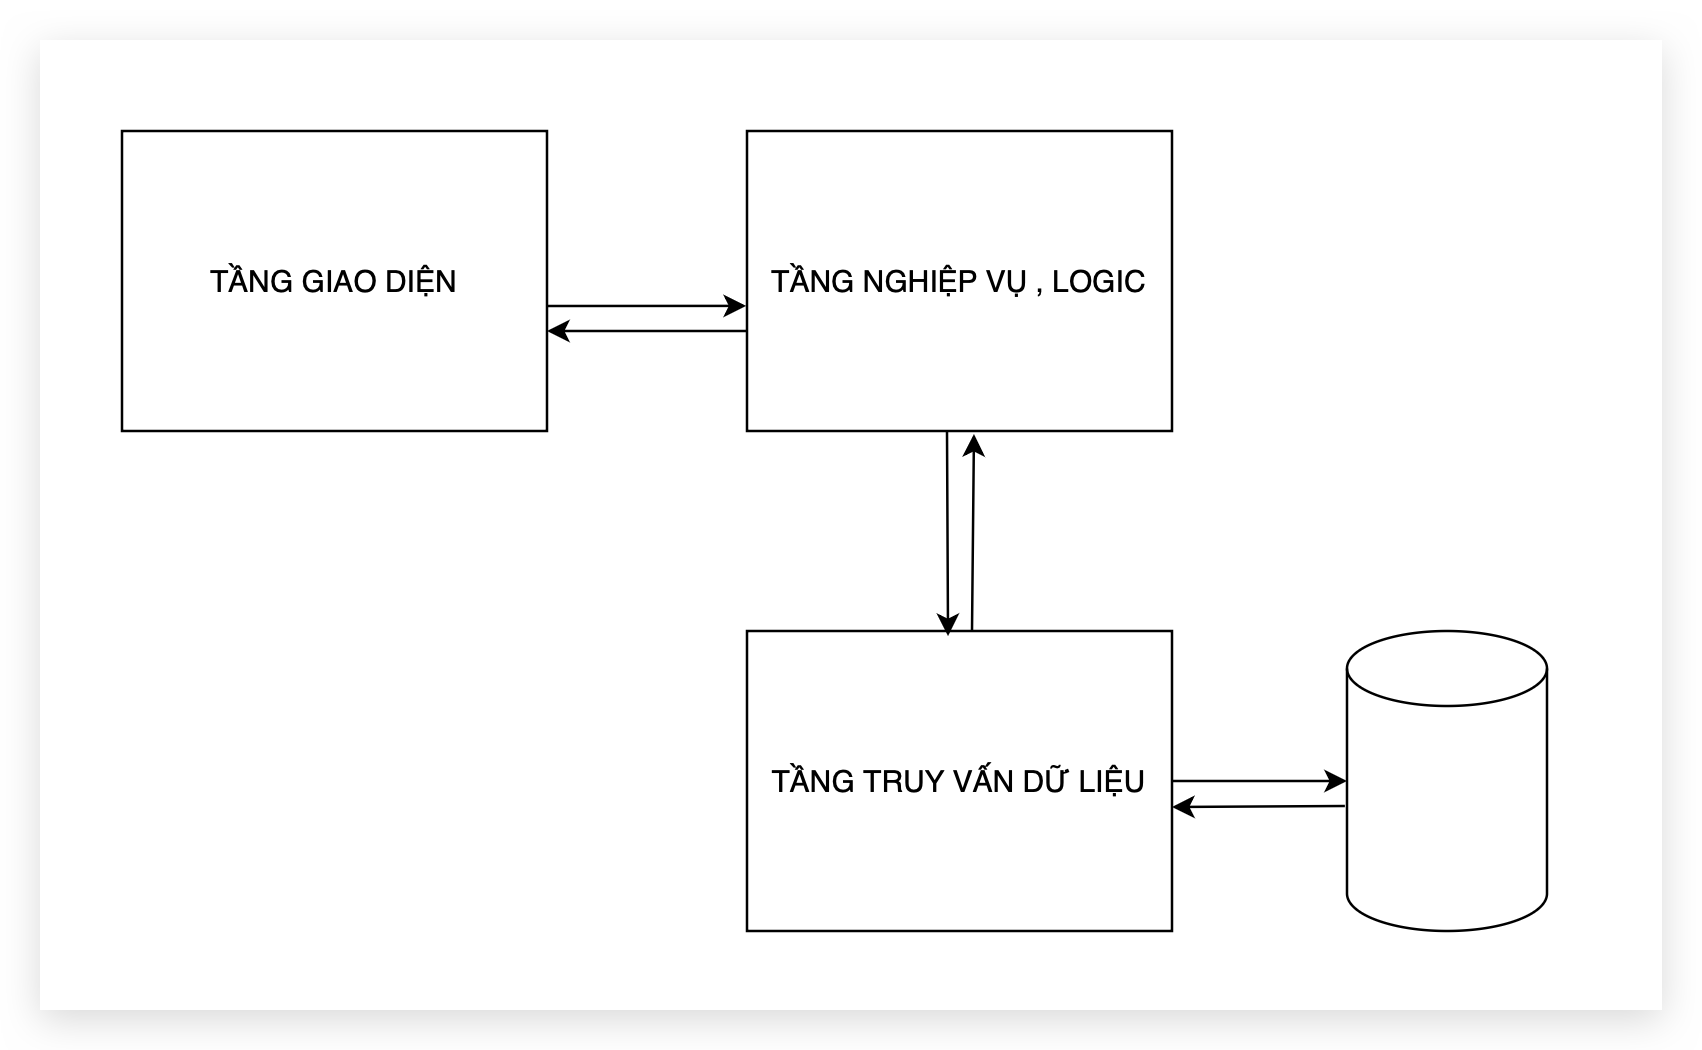 TẦNG GIAO DIỆN
TẦNG NGHIỆP VỤ , LOGIC
TẦNG TRUY VẤN DỮ LIỆU